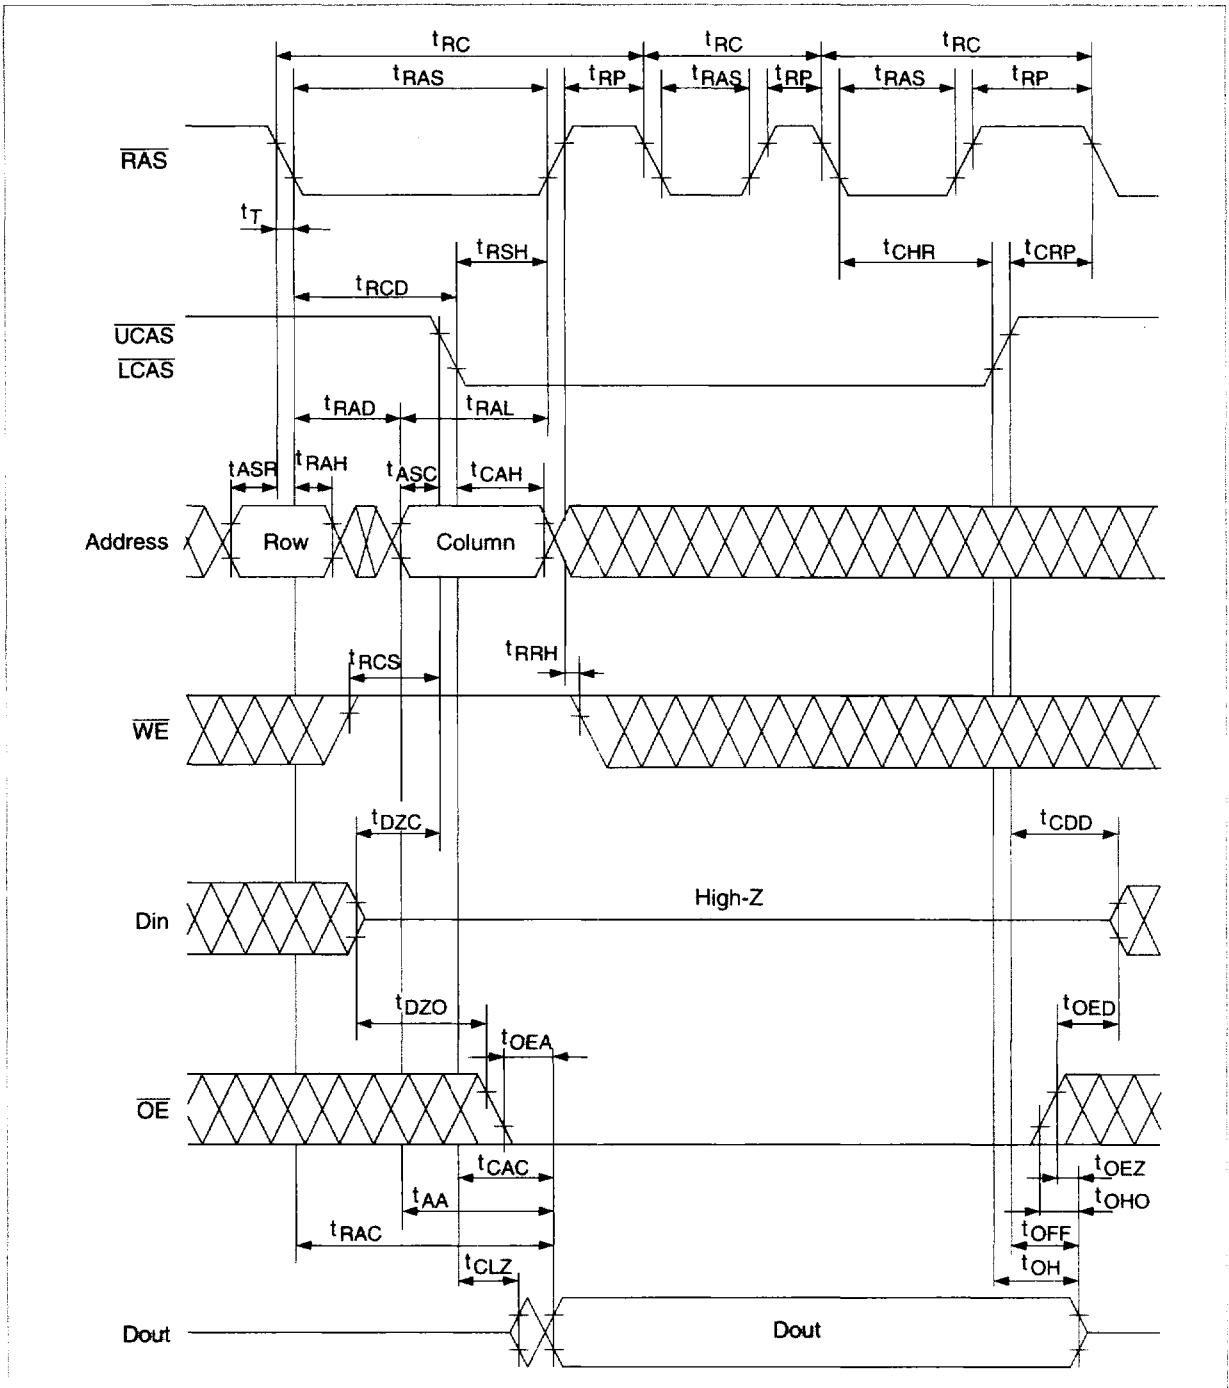 tRC tRC tRC
tRAS tRP tRAS tRP tRAS tRP
RAS
tT
tRSH tCHR tCRP
tRCD
UCAS
LCAS
tRAD tRAL
tASR tRAH tASC tCAH
Address Row Column
tRCS tRRH
WE
tDZC tCDD
High-Z
Din
tDZO tOED
tOEA
OE
tCAC tOEZ
tAA tOHO
tRAC tOFF
tCLZ tOH
Dout Dout